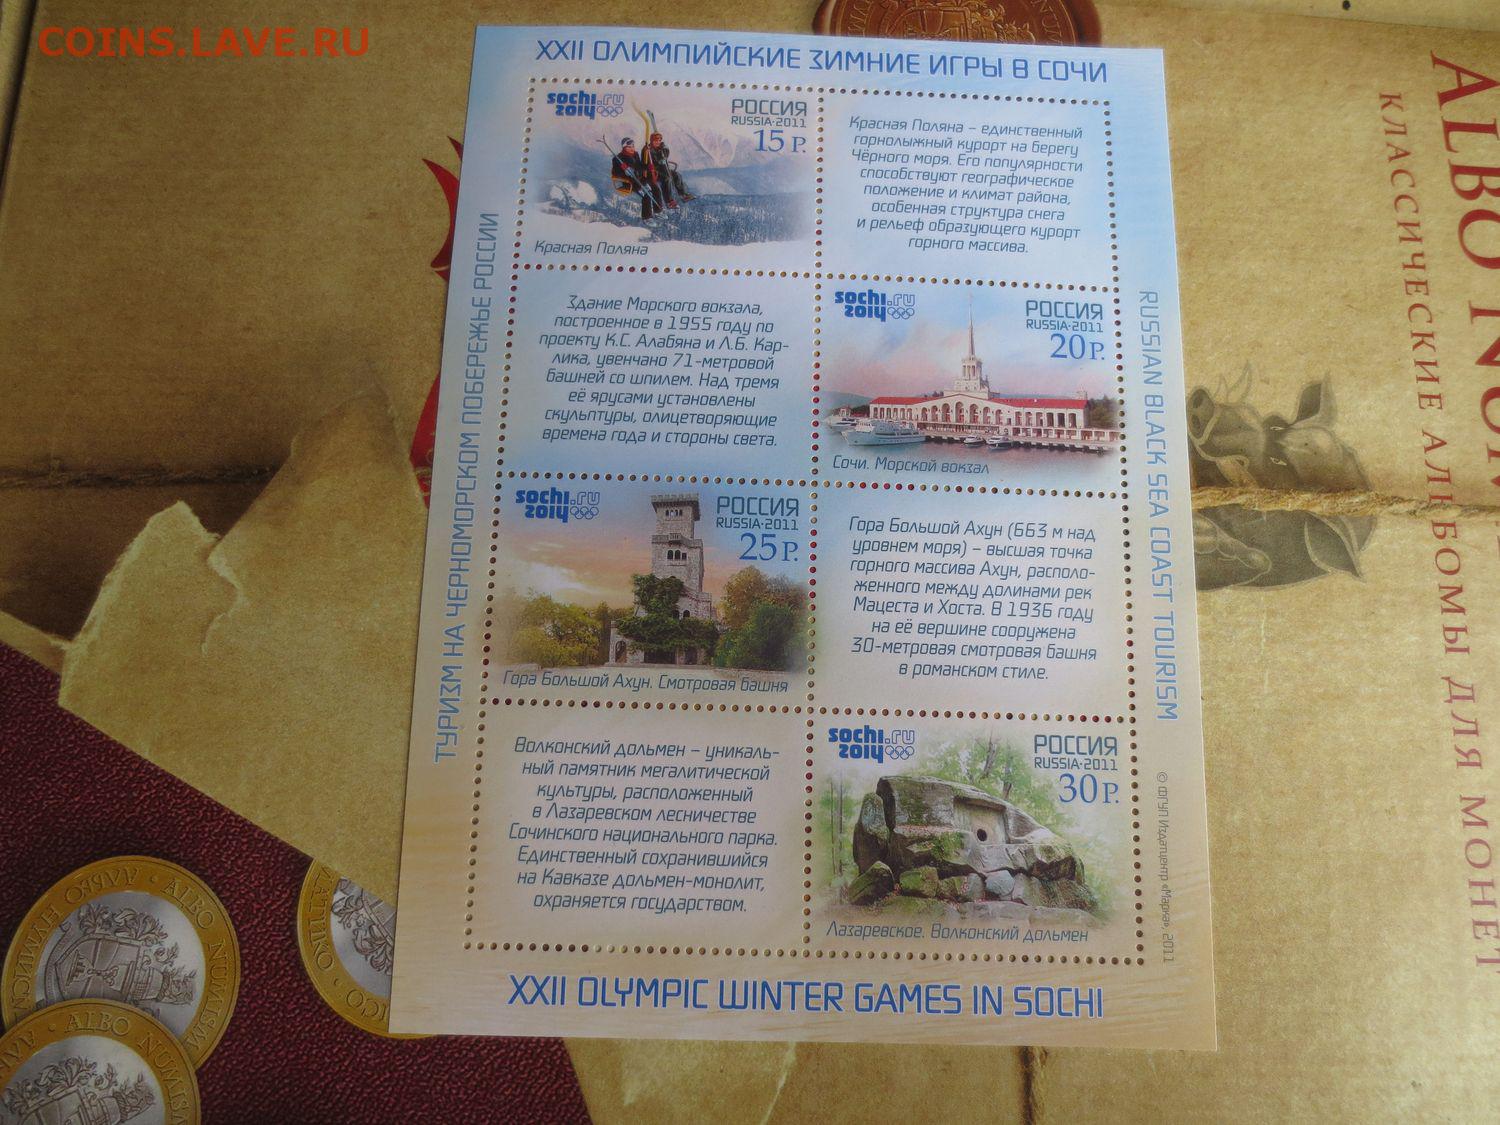 COINS.LAVE.RU
XXII ОЛИМПИЙСКИЕ ЗИМНИЕ ИГРЫ В СОЧИ
sochi.ru
2014
РОССИЯ
RUSSIA·2011
15 Р.
Красная Поляна
Красная Поляна – единственный
горнолыжный курорт на берегу
Чёрного моря. Его популярности
способствуют географическое
положение и климат района,
особенная структура снега
и рельеф образующего курорт
горного массива.
Здание Морского вокзала,
построенное в 1955 году по
проекту К.С. Алабяна и Л.Б. Кар-
лика, увенчано 71-метровой
башней со шпилем. Над тремя
её ярусами установлены
скульптуры, олицетворяющие
времена года и стороны света.
sochi.ru
2014
РОССИЯ
RUSSIA·2011
20 Р.
Сочи. Морской вокзал
sochi.ru
2014
РОССИЯ
RUSSIA·2011
25 Р.
Гора Большой Ахун. Смотровая башня
Гора Большой Ахун (663 м над
уровнем моря) – высшая точка
горного массива Ахун, располо-
женного между долинами рек
Мацеста и Хоста. В 1936 году
на её вершине сооружена
30-метровая смотровая башня
в романском стиле.
Волконский дольмен – уникаль-
ный памятник мегалитической
культуры, расположенный
в Лазаревском лесничестве
Сочинского национального парка.
Единственный сохранившийся
на Кавказе дольмен-монолит,
охраняется государством.
sochi.ru
2014
РОССИЯ
RUSSIA·2011
30 Р.
Лазаревское. Волконский дольмен
XXII OLYMPIC WINTER GAMES IN SOCHI
ТУРИЗМ НА ЧЕРНОМОРСКОМ ПОБЕРЕЖЬЕ РОССИИ
RUSSIAN BLACK SEA COAST TOURISM
© ФГУП Издатцентр «Марка», 2011
ALBO
КЛАССИЧЕСКИЕ АЛЬБОМЫ ДЛЯ МОНЕТ
ALBO NUMISM
ALBO NUMISM